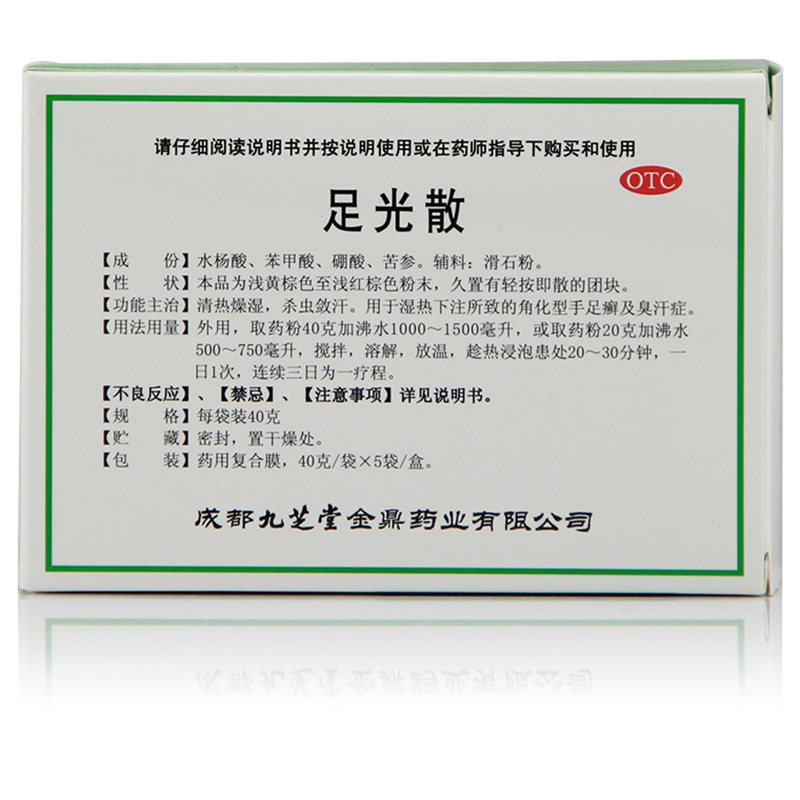 请仔细阅读说明书并按说明使用或在药师指导下购买和使用
OTC
足光散
【成　份】水杨酸、苯甲酸、硼酸、苦参。辅料：滑石粉。
【性　状】本品为浅黄棕色至浅红棕色粉末，久置有轻按即散的团块。
【功能主治】清热燥湿，杀虫敛汗。用于湿热下注所致的角化型手足癣及臭汗症。
【用法用量】外用，取药粉40克加沸水1000～1500毫升，或取药粉20克加沸水
500～750毫升，搅拌，溶解，放温，趁热浸泡患处20～30分钟，一
日1次，连续三日为一疗程。
【不良反应】、【禁忌】、【注意事项】详见说明书。
【规　格】每袋装40克
【贮　藏】密封，置干燥处。
【包　装】药用复合膜，40克/袋×5袋/盒。
成都九芝堂金鼎药业有限公司